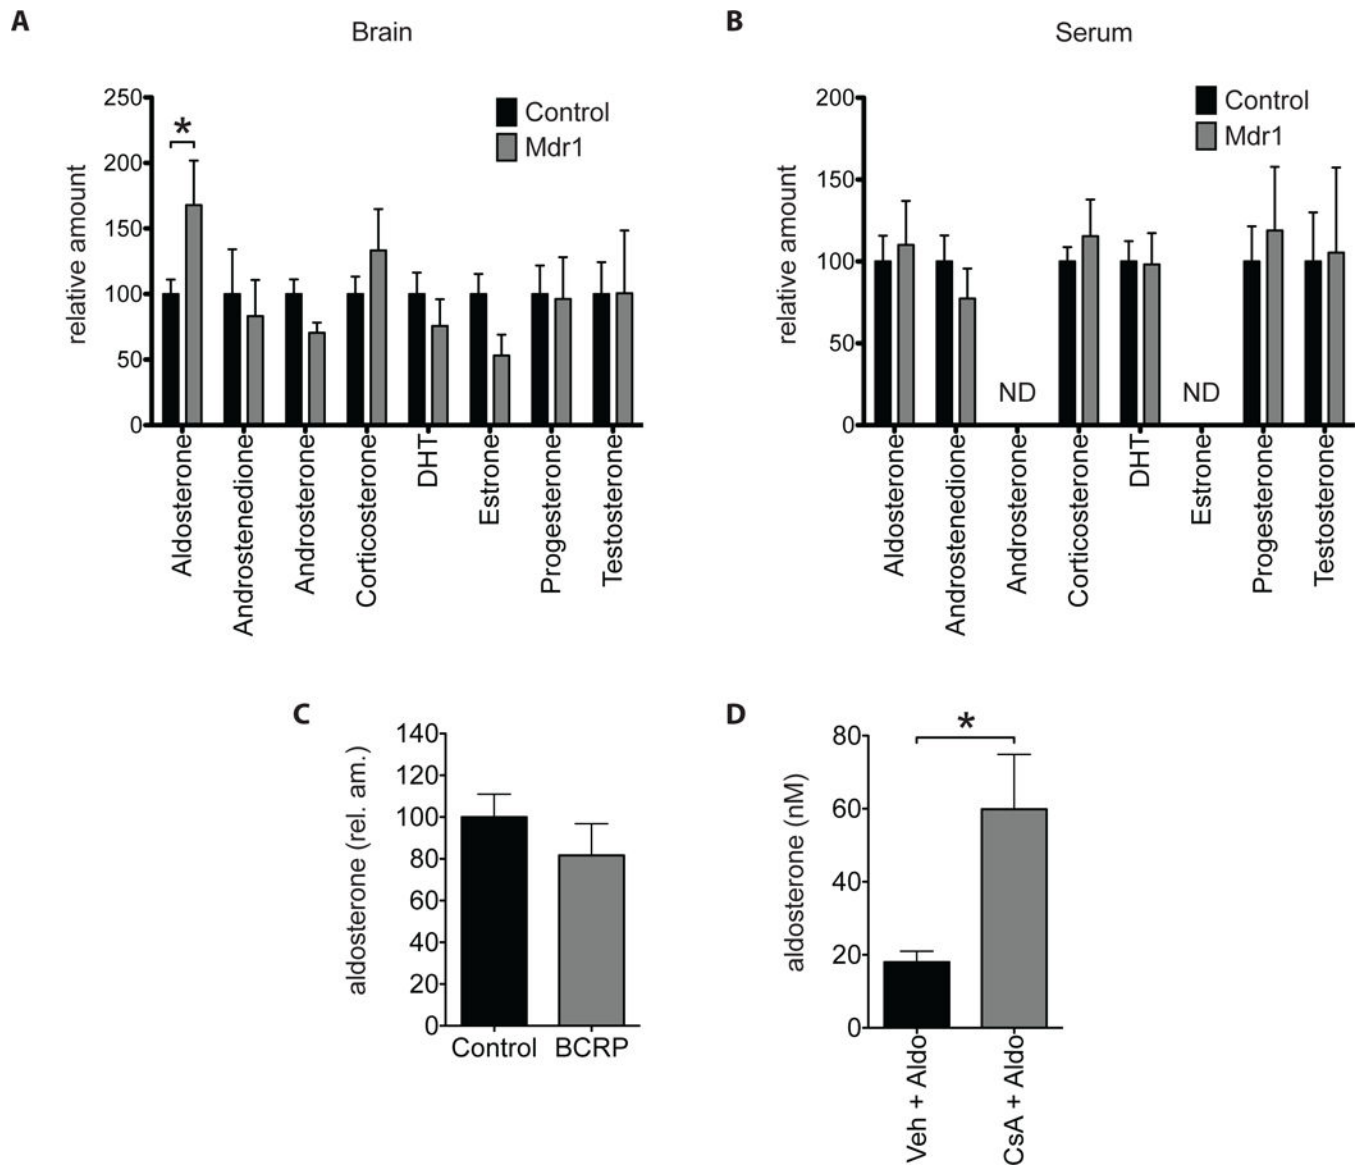 A
Brain
relative amount
250
200
150
100
50
0
*
Control
Mdr1
Aldosterone
Androstenedione
Androsterone
Corticosterone
DHT
Estrone
Progesterone
Testosterone
B
Serum
relative amount
200
150
100
50
0
Control
Mdr1
ND
ND
Aldosterone
Androstenedione
Androsterone
Corticosterone
DHT
Estrone
Progesterone
Testosterone
C
aldosterone (rel. am.)
140
120
100
80
60
40
20
0
Control
BCRP
D
aldosterone (nM)
80
60
40
20
0
*
Veh + Aldo
CsA + Aldo